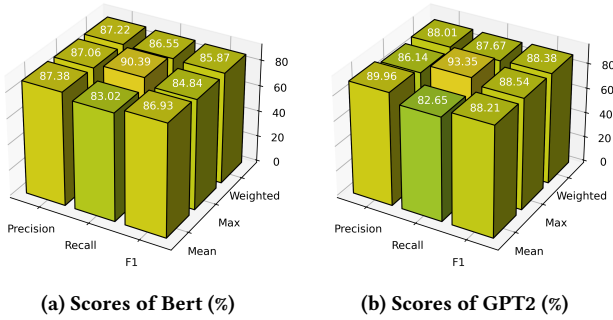 87.22
86.55
85.87
87.06
90.39
84.84
87.38
83.02
86.93
80
60
40
20
0
Precision
Recall
F1
Mean
Max
Weighted
(a) Scores of Bert (%)
88.01
87.67
88.38
86.14
93.35
88.54
89.96
82.65
88.21
80
60
40
20
0
Precision
Recall
F1
Mean
Max
Weighted
(b) Scores of GPT2 (%)